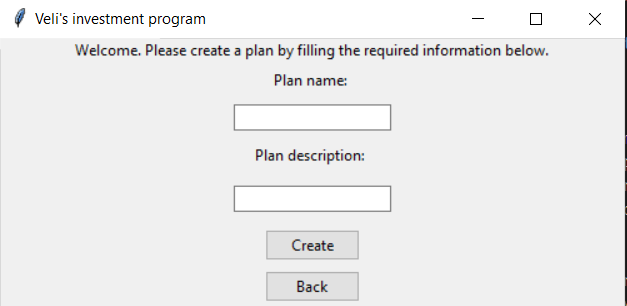 Veli's investment program
Welcome. Please create a plan by filling the required information below.
Plan name:
Plan description:
Create
Back